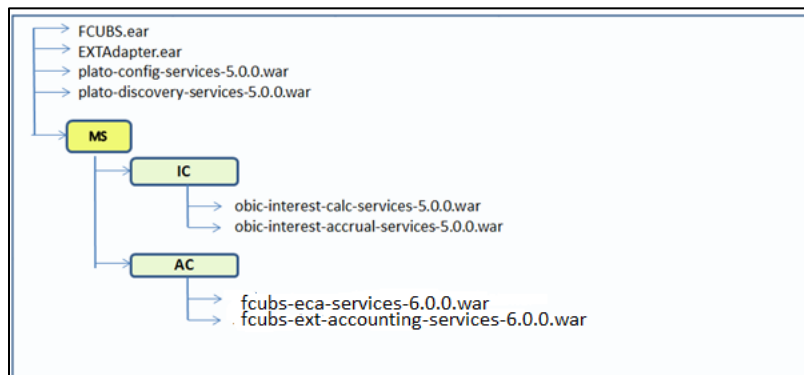 FCUBS.ear
EXTAdapter.ear
plato-config-services-5.0.0.war
plato-discovery-services-5.0.0.war
MS
IC
obic-interest-calc-services-5.0.0.war
obic-interest-accrual-services-5.0.0.war
AC
fcubs-eca-services-6.0.0.war
fcubs-ext-accounting-services-6.0.0.war